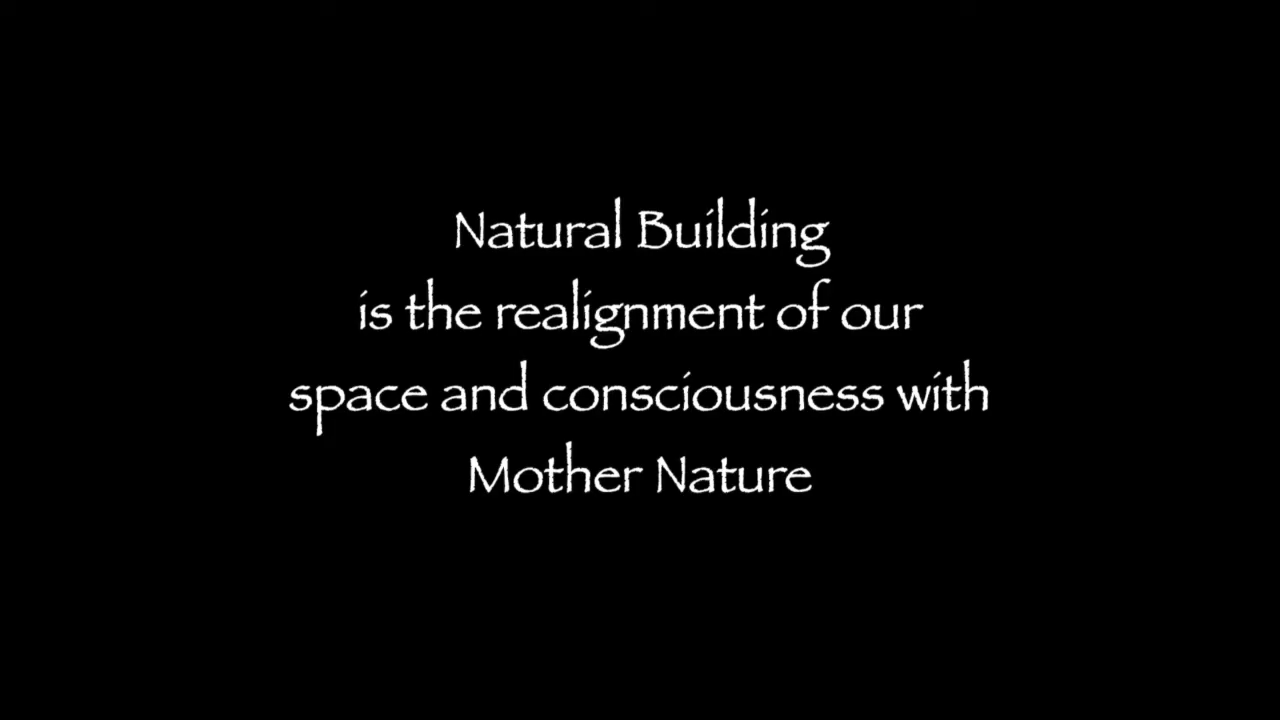 Natural Building
is the realignment of our
space and consciousness with
Mother Nature